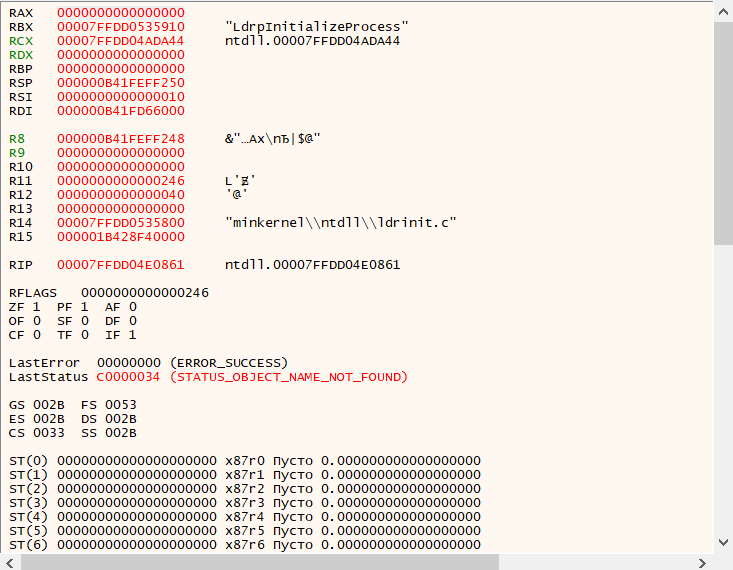 RAX 0000000000000000
RBX 00007FFDD0535910 "LdrpInitializeProcess"
RCX 00007FFDD04ADA44 ntdll.00007FFDD04ADA44
RDX 0000000000000000
RBP 0000000000000000
RSP 000000B41FEFF250
RSI 0000000000000010
RDI 000000B41FD66000
R8 000000B41FEFF248 &"…Ax\nЂ|$@"
R9 0000000000000000
R10 0000000000000000
R11 0000000000000246 L'Ɇ'
R12 0000000000000040 '@'
R13 0000000000000000
R14 00007FFDD0535800 "minkernel\\ntdll\\ldrinit.c"
R15 000001B428F40000
RIP 00007FFDD04E0861 ntdll.00007FFDD04E0861
RFLAGS 0000000000000246
ZF 1 PF 1 AF 0
OF 0 SF 0 DF 0
CF 0 TF 0 IF 1
LastError 00000000 (ERROR_SUCCESS)
LastStatus C0000034 (STATUS_OBJECT_NAME_NOT_FOUND)
GS 002B FS 0053
ES 002B DS 002B
CS 0033 SS 002B
ST(0) 00000000000000000000 x87r0 Пусто 0.000000000000000000
ST(1) 00000000000000000000 x87r1 Пусто 0.000000000000000000
ST(2) 00000000000000000000 x87r2 Пусто 0.000000000000000000
ST(3) 00000000000000000000 x87r3 Пусто 0.000000000000000000
ST(4) 00000000000000000000 x87r4 Пусто 0.000000000000000000
ST(5) 00000000000000000000 x87r5 Пусто 0.000000000000000000
ST(6) 00000000000000000000 x87r6 Пусто 0.000000000000000000